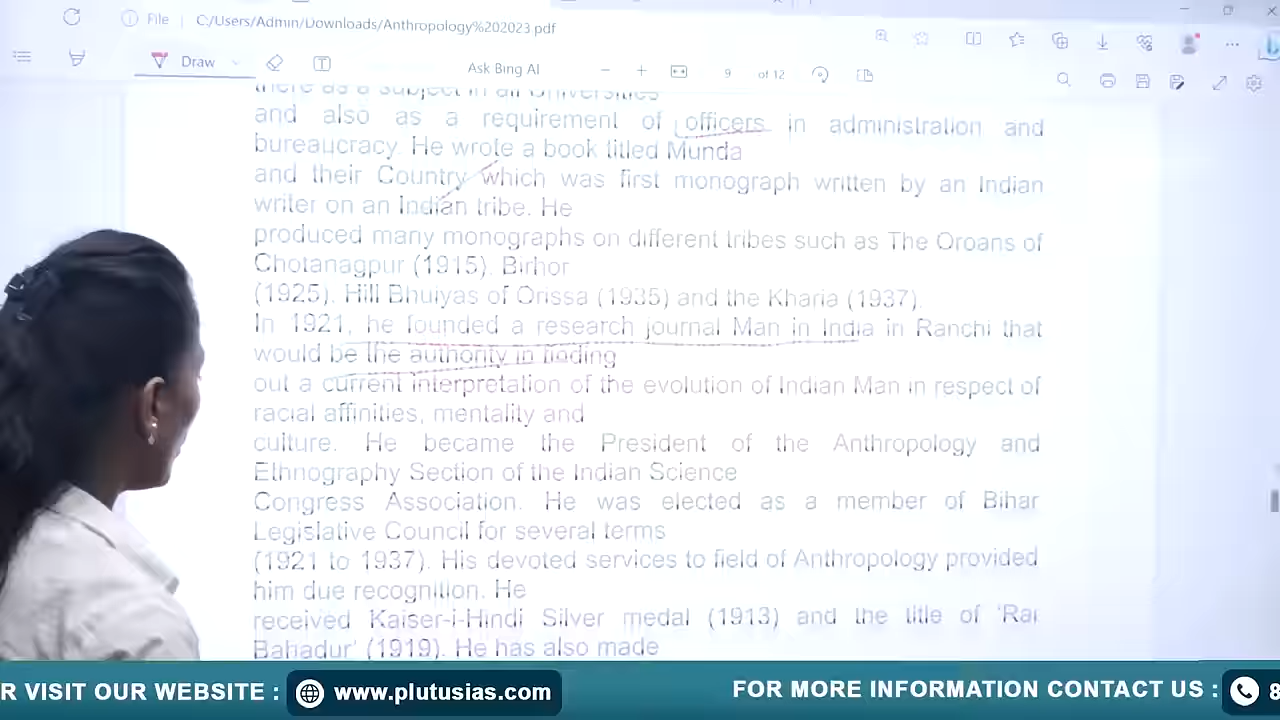 File C:/Users/Admin/Downloads/Anthropology%202023.pdf
Draw Ask Bing AI 9 of 12
there as a subject in all Universities
and also as a requirement of officers in administration and
bureaucracy. He wrote a book titled Munda
and their Country which was first monograph written by an Indian
writer on an Indian tribe. He
produced many monographs on different tribes such as The Oroans of
Chotanagpur (1915). Birhor
(1925). Hill Bhuiyas of Orissa (1935) and the Kharia (1937).
In 1921, he founded a research journal Man in India in Ranchi that
would be the authority in finding
out a current interpretation of the evolution of Indian Man in respect of
racial affinities, mentality and
culture. He became the President of the Anthropology and
Ethnography Section of the Indian Science
Congress Association. He was elected as a member of Bihar
Legislative Council for several terms
(1921 to 1937). His devoted services to field of Anthropology provided
him due recognition. He
received Kaiser-i-Hindi Silver medal (1913) and the title of 'Rai
Bahadur' (1919). He has also made
R VISIT OUR WEBSITE : www.plutusias.com FOR MORE INFORMATION CONTACT US : 8